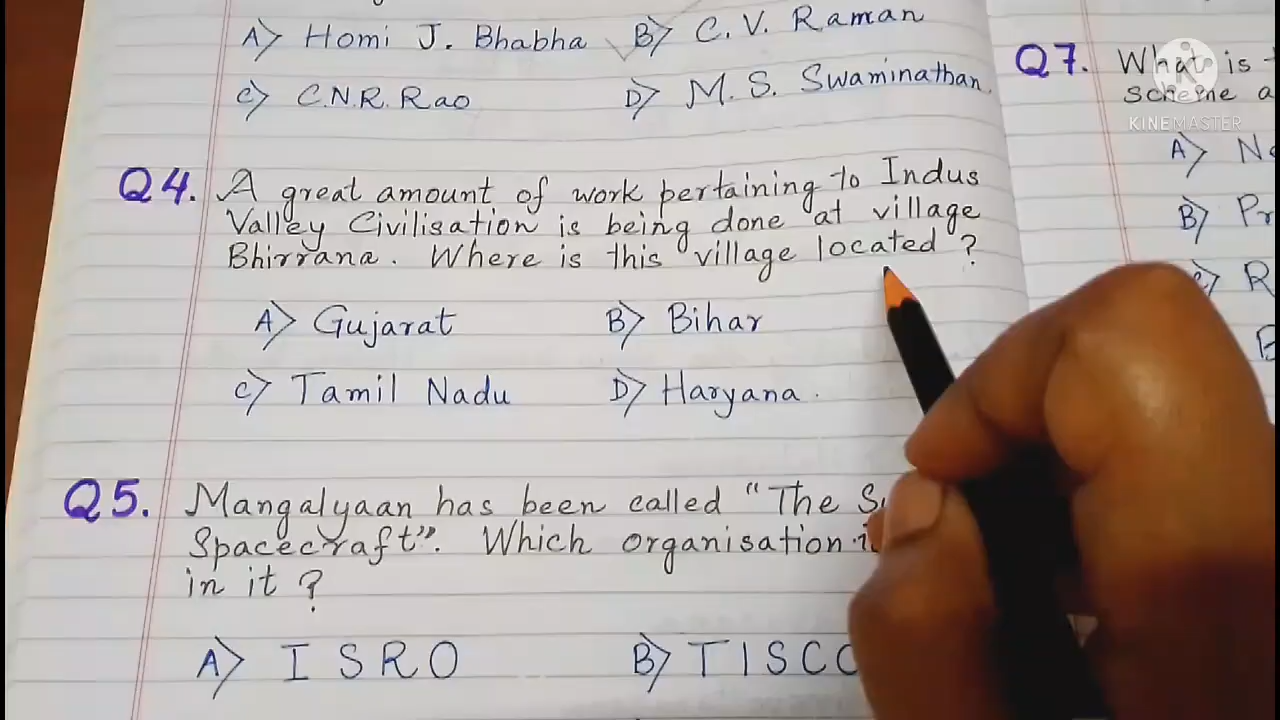 A) Homi J. Bhabha B) C. V. Raman
C) C.N.R. Rao D) M. S. Swaminathan
Q4. A great amount of work pertaining to Indus
Valley Civilisation is being done at village
Bhirrana. Where is this village located ?
A) Gujarat B) Bihar
C) Tamil Nadu D) Haryana.
Q5. Mangalyaan has been called "The
Spacecraft". Which organisation
in it ?
A) ISRO B) TISCO
Q7. What is
scheme
A)
B)
C)
KINEMASTER